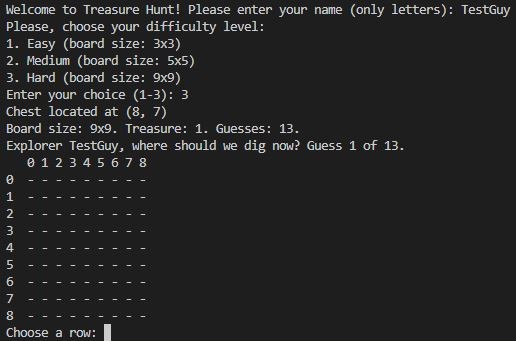 Welcome to Treasure Hunt! Please enter your name (only letters): TestGuy
Please, choose your difficulty level:
1. Easy (board size: 3x3)
2. Medium (board size: 5x5)
3. Hard (board size: 9x9)
Enter your choice (1-3): 3
Chest located at (8, 7)
Board size: 9x9. Treasure: 1. Guesses: 13.
Explorer TestGuy, where should we dig now? Guess 1 of 13.
   0 1 2 3 4 5 6 7 8
0  - - - - - - - - -
1  - - - - - - - - -
2  - - - - - - - - -
3  - - - - - - - - -
4  - - - - - - - - -
5  - - - - - - - - -
6  - - - - - - - - -
7  - - - - - - - - -
8  - - - - - - - - -
Choose a row: